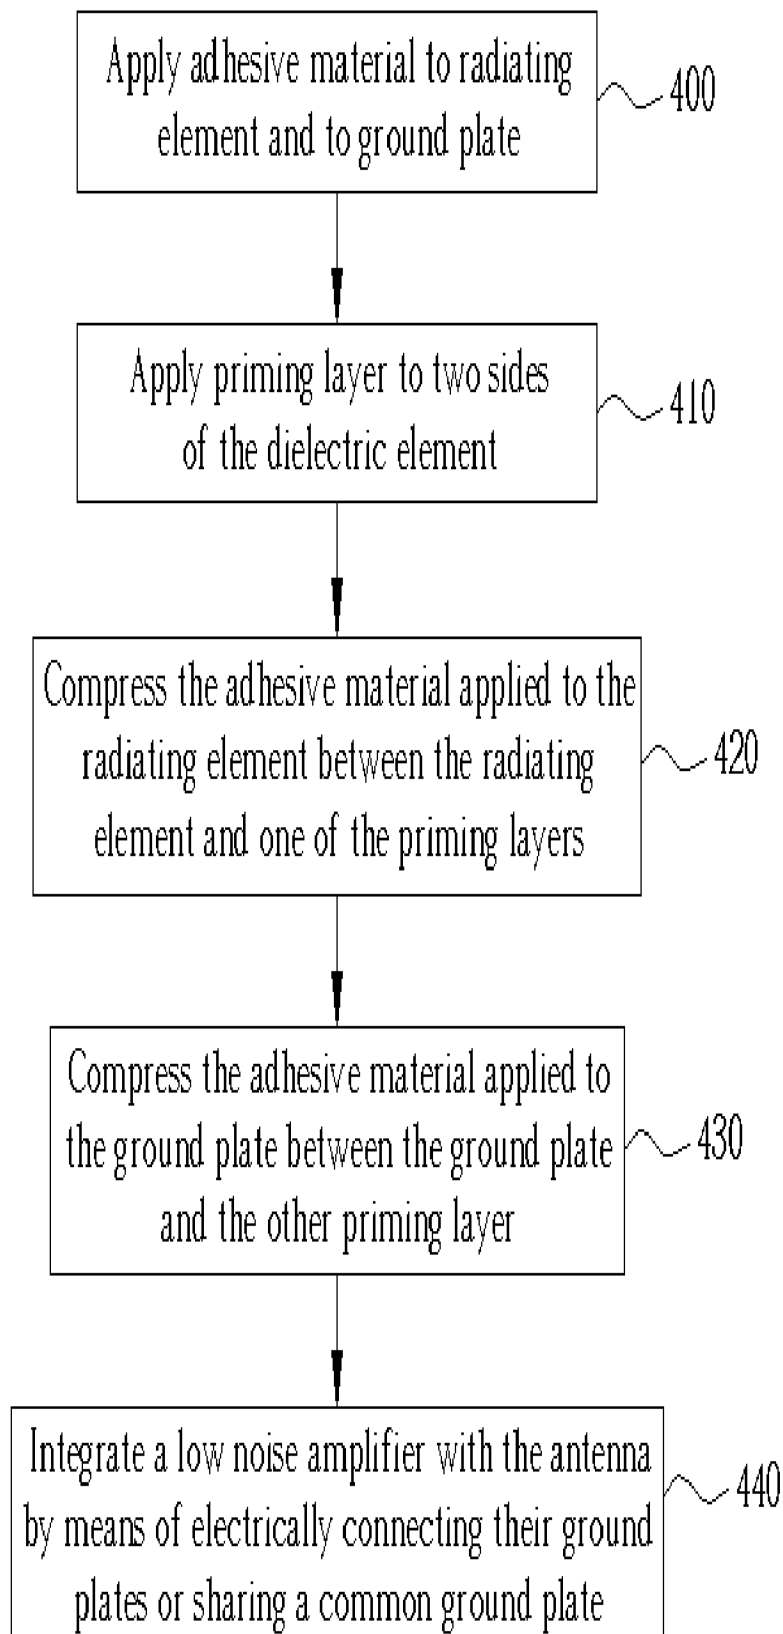 Apply adhesive material to radiating
element and to ground plate
400
Apply priming layer to two sides
of the dielectric element
410
Compress the adhesive material applied to the
radiating element between the radiating
element and one of the priming layers
420
Compress the adhesive material applied to
the ground plate between the ground plate
and the other priming layer
430
Integrate a low noise amplifier with the antenna
by means of electrically connecting their ground
plates or sharing a common ground plate
440